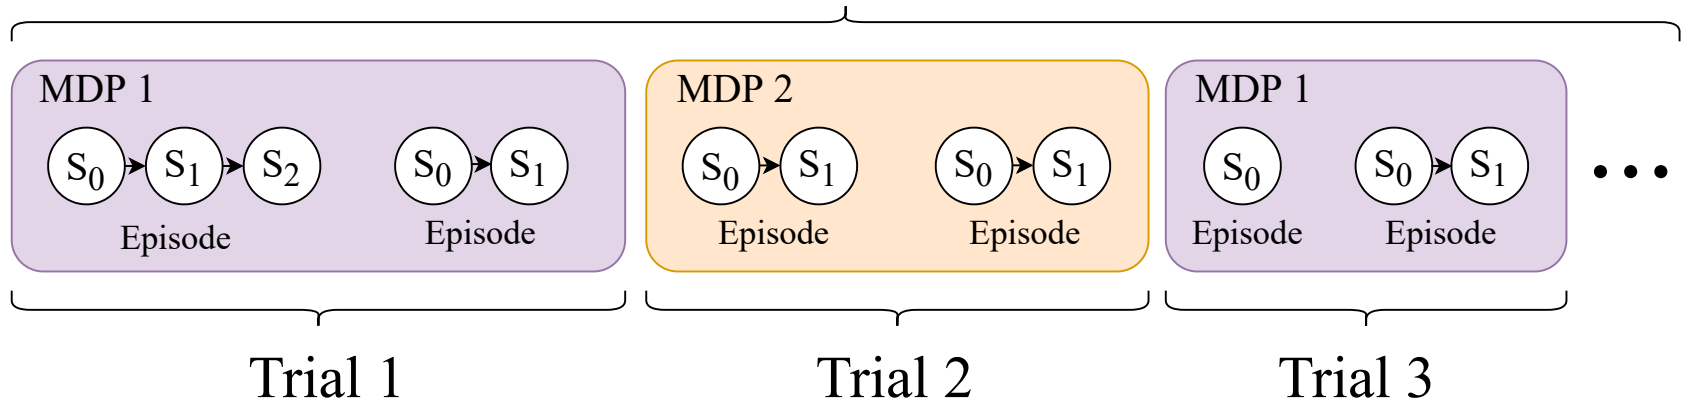 MDP 1
S0 S1 S2 S0 S1
Episode Episode
MDP 2
S0 S1 S0 S1
Episode Episode
MDP 1
S0 S0 S1
Episode Episode
Trial 1
Trial 2
Trial 3